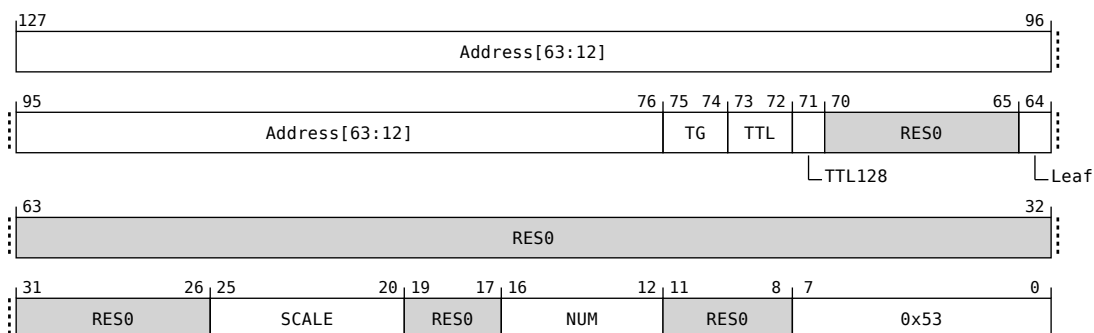 127 96
Address[63:12]
95 76 75 74 73 72 71 70 65 64
Address[63:12] TG TTL RES0
TTL128 Leaf
63 32
RES0
31 26 25 20 19 17 16 12 11 8 7 0
RES0 SCALE RES0 NUM RES0 0x53